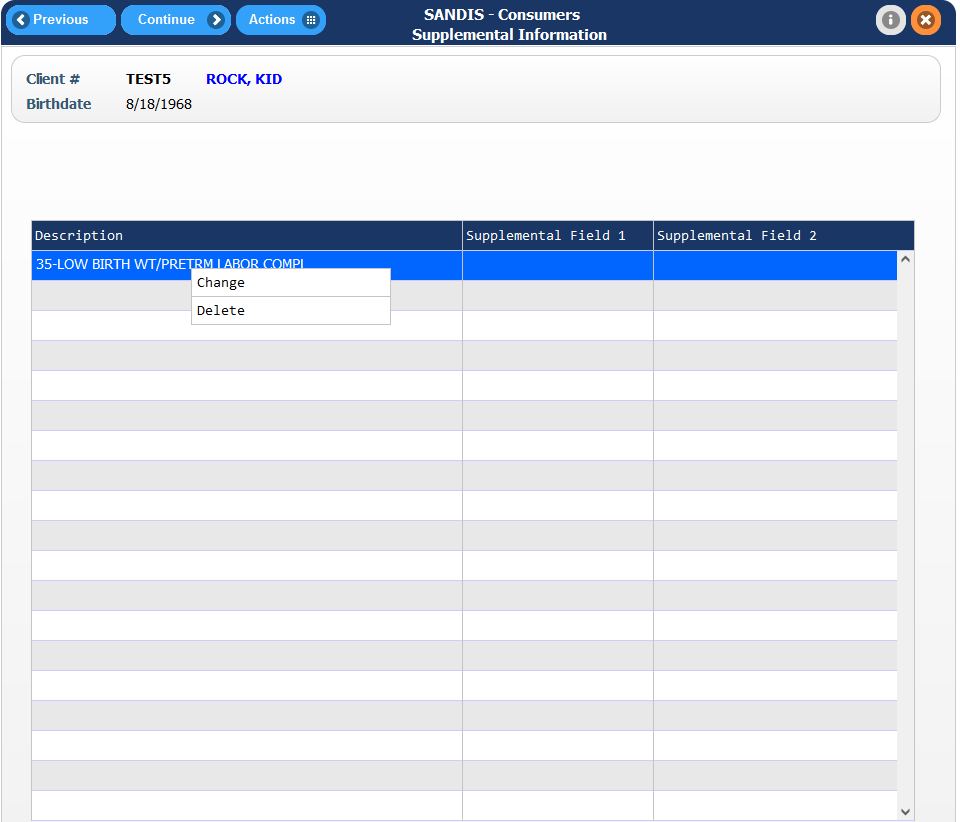 Previous Continue Actions
SANDIS - Consumers
Supplemental Information
Client # TEST5 ROCK, KID
Birthdate 8/18/1968
Description Supplemental Field 1 Supplemental Field 2
35-LOW BIRTH WT/PRETRM LABOR COMPL
Change
Delete